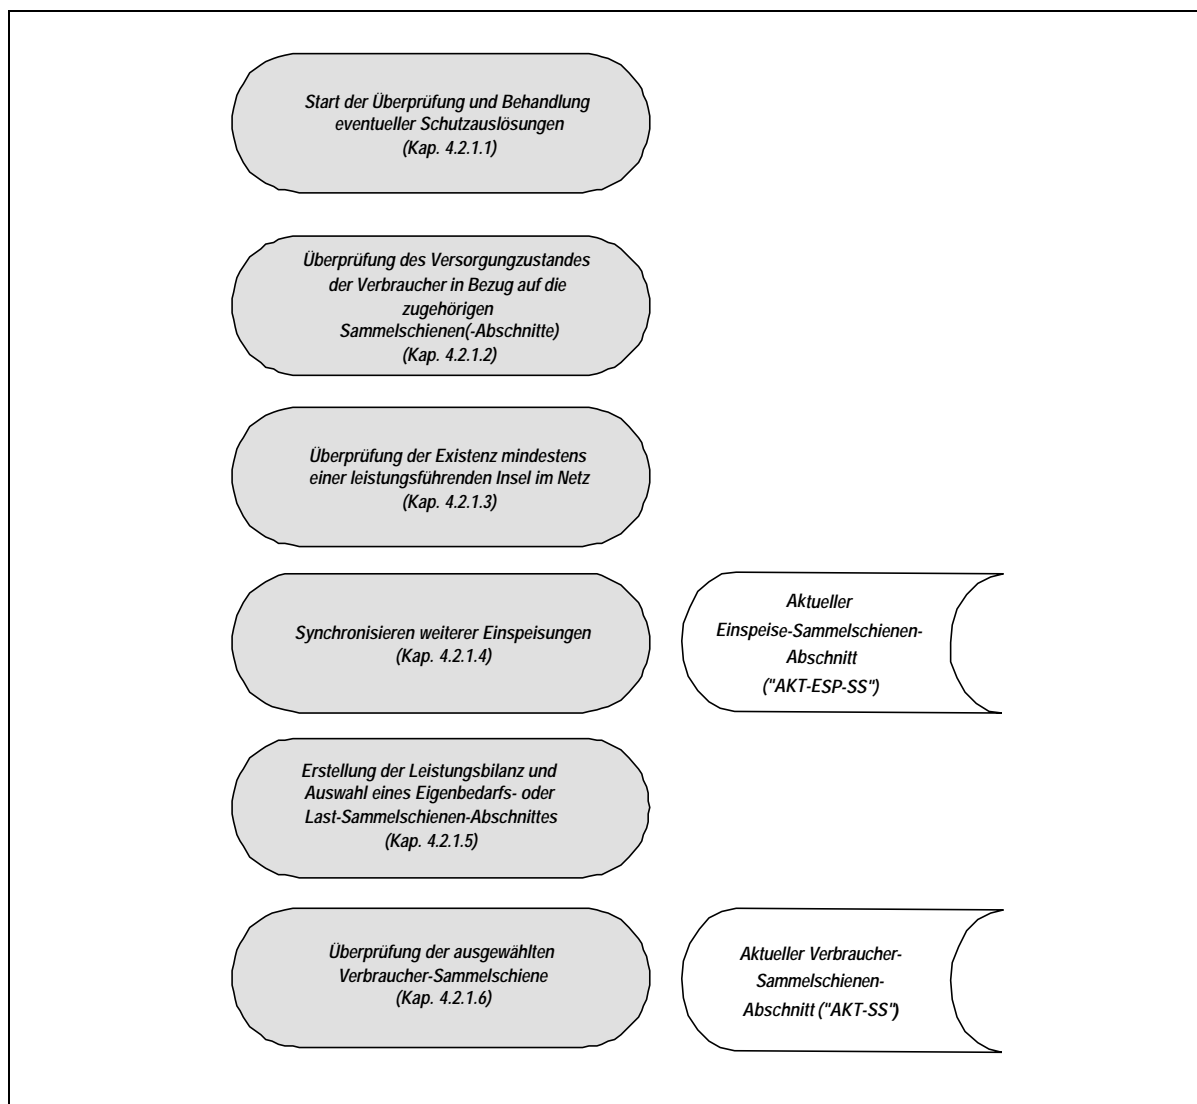 Start der Überprüfung und Behandlung
eventueller Schutzauslösungen
(Kap. 4.2.1.1)
Überprüfung des Versorgungzustandes
der Verbraucher in Bezug auf die
zugehörigen
Sammelschienen(-Abschnitte)
(Kap. 4.2.1.2)
Überprüfung der Existenz mindestens
einer leistungsführenden Insel im Netz
(Kap. 4.2.1.3)
Synchronisieren weiterer Einspeisungen
(Kap. 4.2.1.4)
Aktueller
Einspeise-Sammelschienen-
Abschnitt
("AKT-ESP-SS")
Erstellung der Leistungsbilanz und
Auswahl eines Eigenbedarfs- oder
Last-Sammelschienen-Abschnittes
(Kap. 4.2.1.5)
Überprüfung der ausgewählten
Verbraucher-Sammelschiene
(Kap. 4.2.1.6)
Aktueller Verbraucher-
Sammelschienen-
Abschnitt ("AKT-SS")